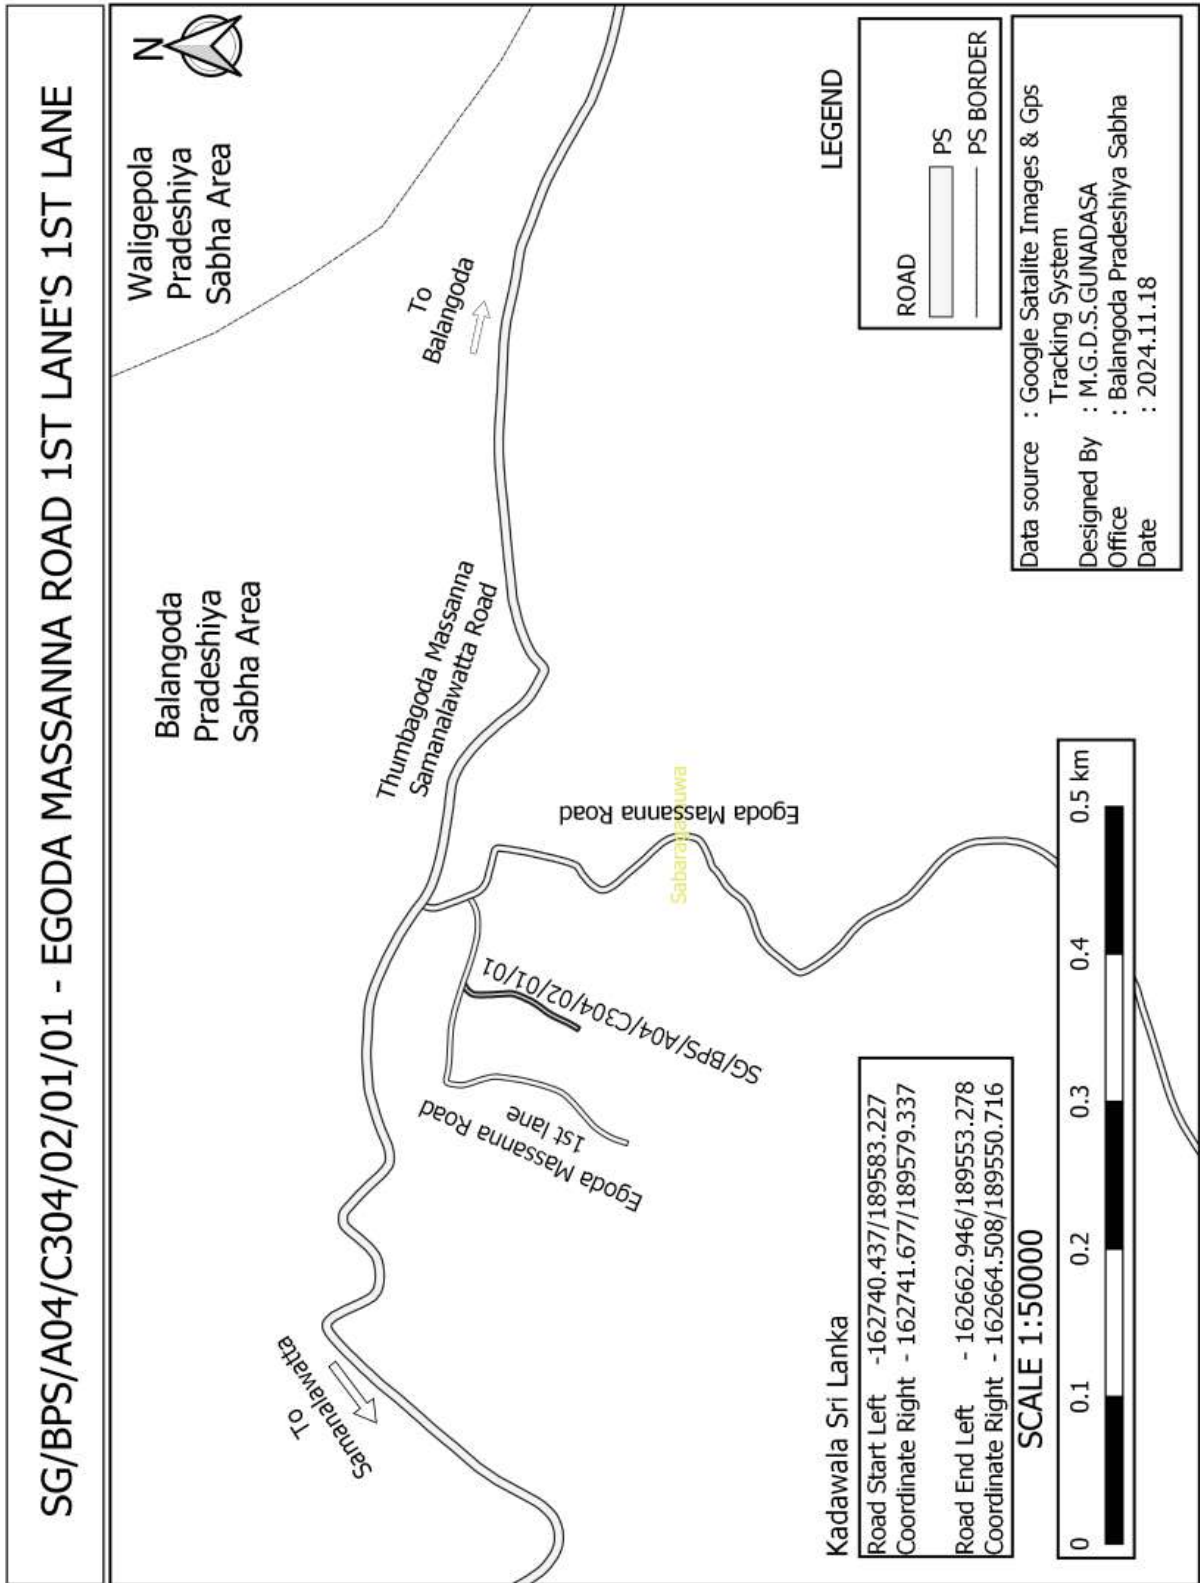 SG/BPS/A04/C304/02/01/01 - EGODA MASSANNA ROAD 1ST LANE'S 1ST LANE
N
Waligepola
Pradeshiya
Sabha Area
Balangoda
Pradeshiya
Sabha Area
To
Balangoda
Thumbagoda Massanna
Samanalawatta Road
To
Samanalawatta
Egoda Massanna Road
SG/BPS/A04/C304/02/01/01
Egoda Massanna Road
1st lane
Sabaragamuwa
LEGEND
ROAD
PS
PS BORDER
Kadawala Sri Lanka
Road Start Left -162740.437/189583.227
Coordinate Right - 162741.677/189579.337
Road End Left - 162662.946/189553.278
Coordinate Right - 162664.508/189550.716
SCALE 1:50000
0 0.1 0.2 0.3 0.4 0.5 km
Data source : Google Satalite Images & Gps
Tracking System
Designed By : M.G.D.S.GUNADASA
Office : Balangoda Pradeshiya Sabha
Date : 2024.11.18